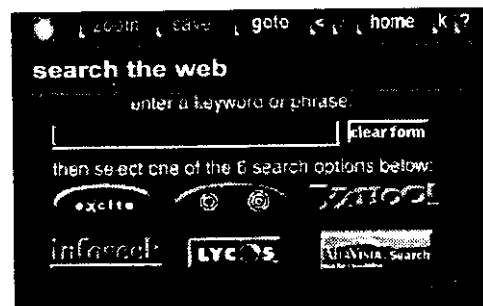 zoom save goto < > home k ?
search the web
enter a keyword or phrase:
clear form
then select one of the 6 search options below:
excite YAHOO!
infoseek LYCOS ALTAVISTA Search